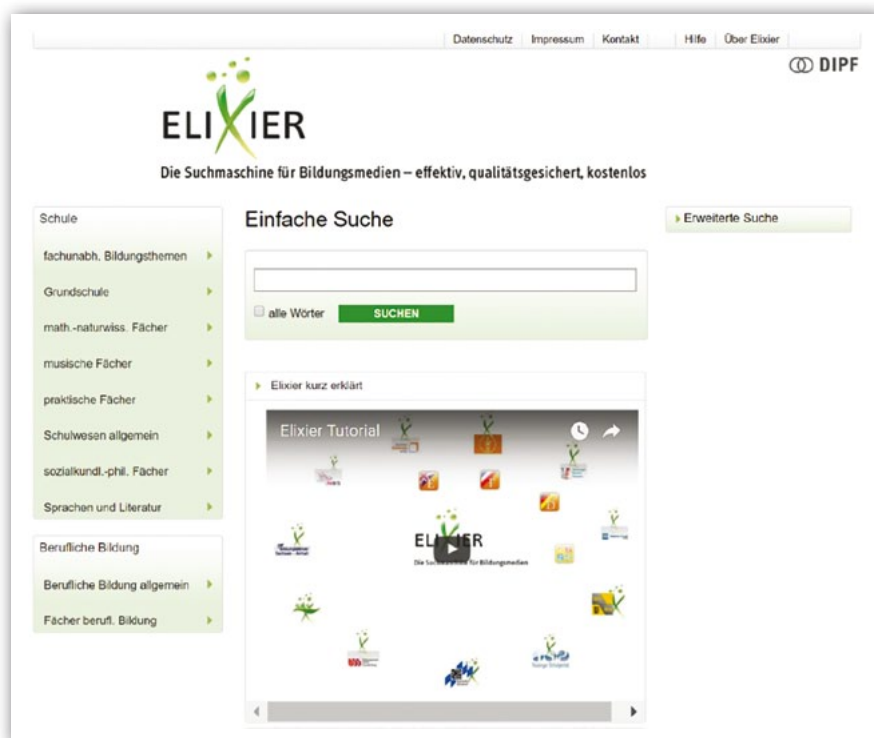 Datenschutz Impressum Kontakt Hilfe Über Elixier
DIPF
ELIXIER
Die Suchmaschine für Bildungsmedien – effektiv, qualitätsgesichert, kostenlos
Schule
fachunabh. Bildungsthemen
Grundschule
math.-naturwiss. Fächer
musische Fächer
praktische Fächer
Schulwesen allgemein
sozialkundl.-phil. Fächer
Sprachen und Literatur
Berufliche Bildung
Berufliche Bildung allgemein
Fächer berufl. Bildung
Einfache Suche
alle Wörter SUCHEN
Elixier kurz erklärt
Elixier Tutorial
ELIXIER
Die Suchmaschine für Bildungsmedien
Erweiterte Suche